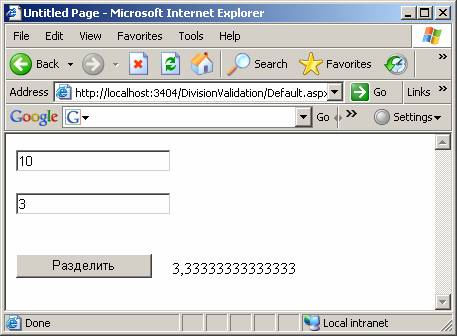 Untitled Page - Microsoft Internet Explorer
File Edit View Favorites Tools Help
Back Search Favorites
Address http://localhost:3404/DivisionValidation/Default.aspx Go Links
Google G Go Settings
10
3
Разделить 3,33333333333333
Done Local intranet